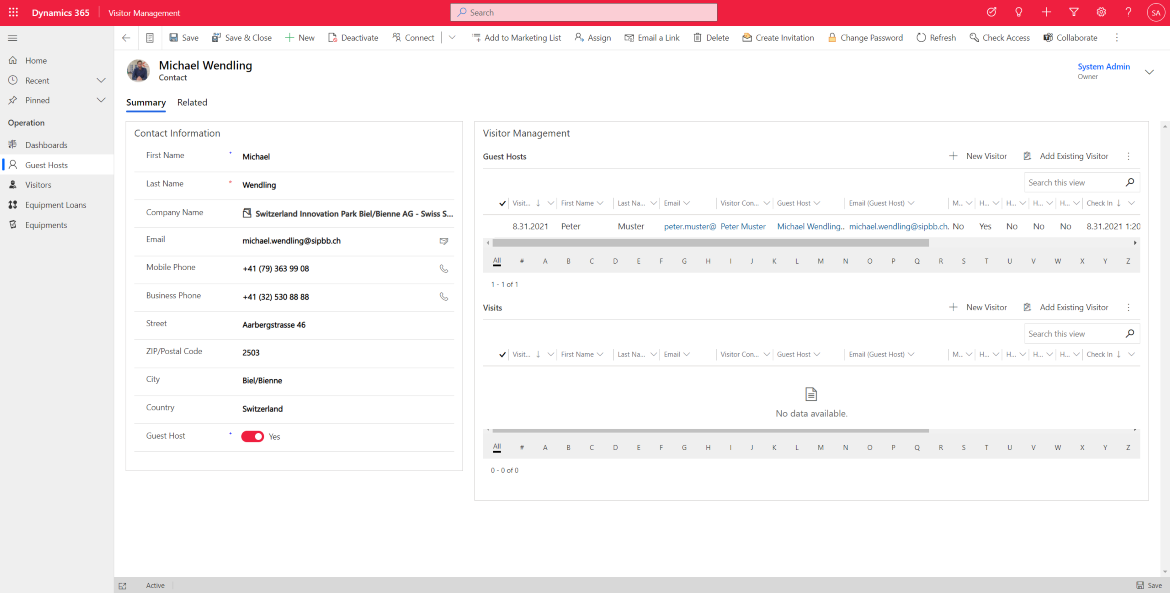 Dynamics 365 Visitor Management Search SA
Save Save & Close New Deactivate Connect Add to Marketing List Assign Email a Link Delete Create Invitation Change Password Refresh Check Access Collaborate
Home
Recent
Pinned
Operation
Dashboards
Guest Hosts
Visitors
Equipment Loans
Equipments
Michael Wendling
Contact
System Admin
Owner
Summary Related
Contact Information
First Name * Michael
Last Name * Wendling
Company Name Switzerland Innovation Park Biel/Bienne AG - Swiss S...
Email michael.wendling@sipbb.ch
Mobile Phone +41 (79) 363 99 08
Business Phone +41 (32) 530 88 88
Street Aarbergstrasse 46
ZIP/Postal Code 2503
City Biel/Bienne
Country Switzerland
Guest Host * Yes
Visitor Management
Guest Hosts New Visitor Add Existing Visitor
Search this view
Visit... ↓ First Name Last Na... Email Visitor Con... Guest Host Email (Guest Host) M... H... H... H... H... Check In ↓
8.31.2021 Peter Muster peter.muster@ Peter Muster Michael Wendling.. michael.wendling@sipbb.ch. No Yes No No No 8.31.2021 1:20
All # A B C D E F G H I J K L M N O P Q R S T U V W X Y Z
1 - 1 of 1
Visits New Visitor Add Existing Visitor
Search this view
Visit... ↓ First Name Last Na... Email Visitor Con... Guest Host Email (Guest Host) M... H... H... H... H... Check In ↓
No data available.
All # A B C D E F G H I J K L M N O P Q R S T U V W X Y Z
0 - 0 of 0
Active Save